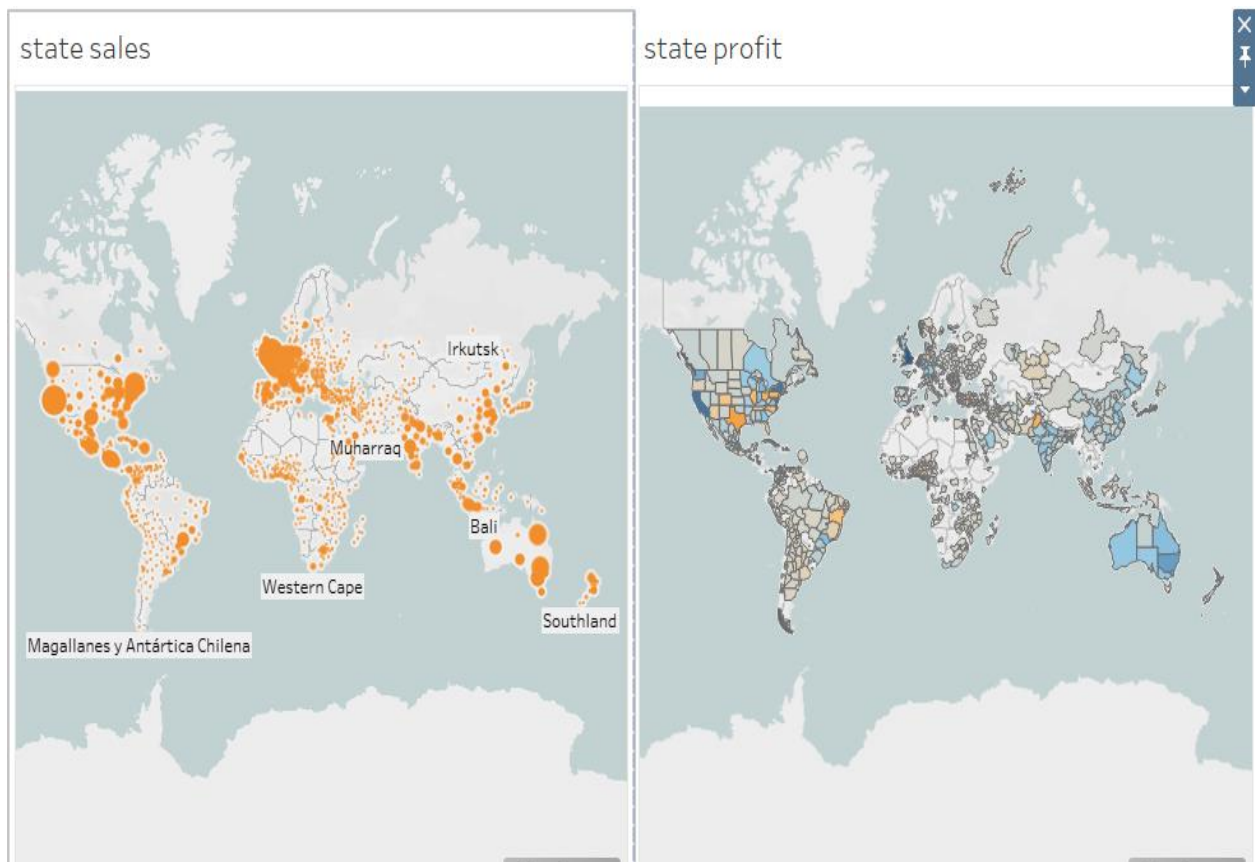 state sales
state profit
Irkutsk
Muharraq
Bali
Western Cape
Southland
Magallanes y Antártica Chilena